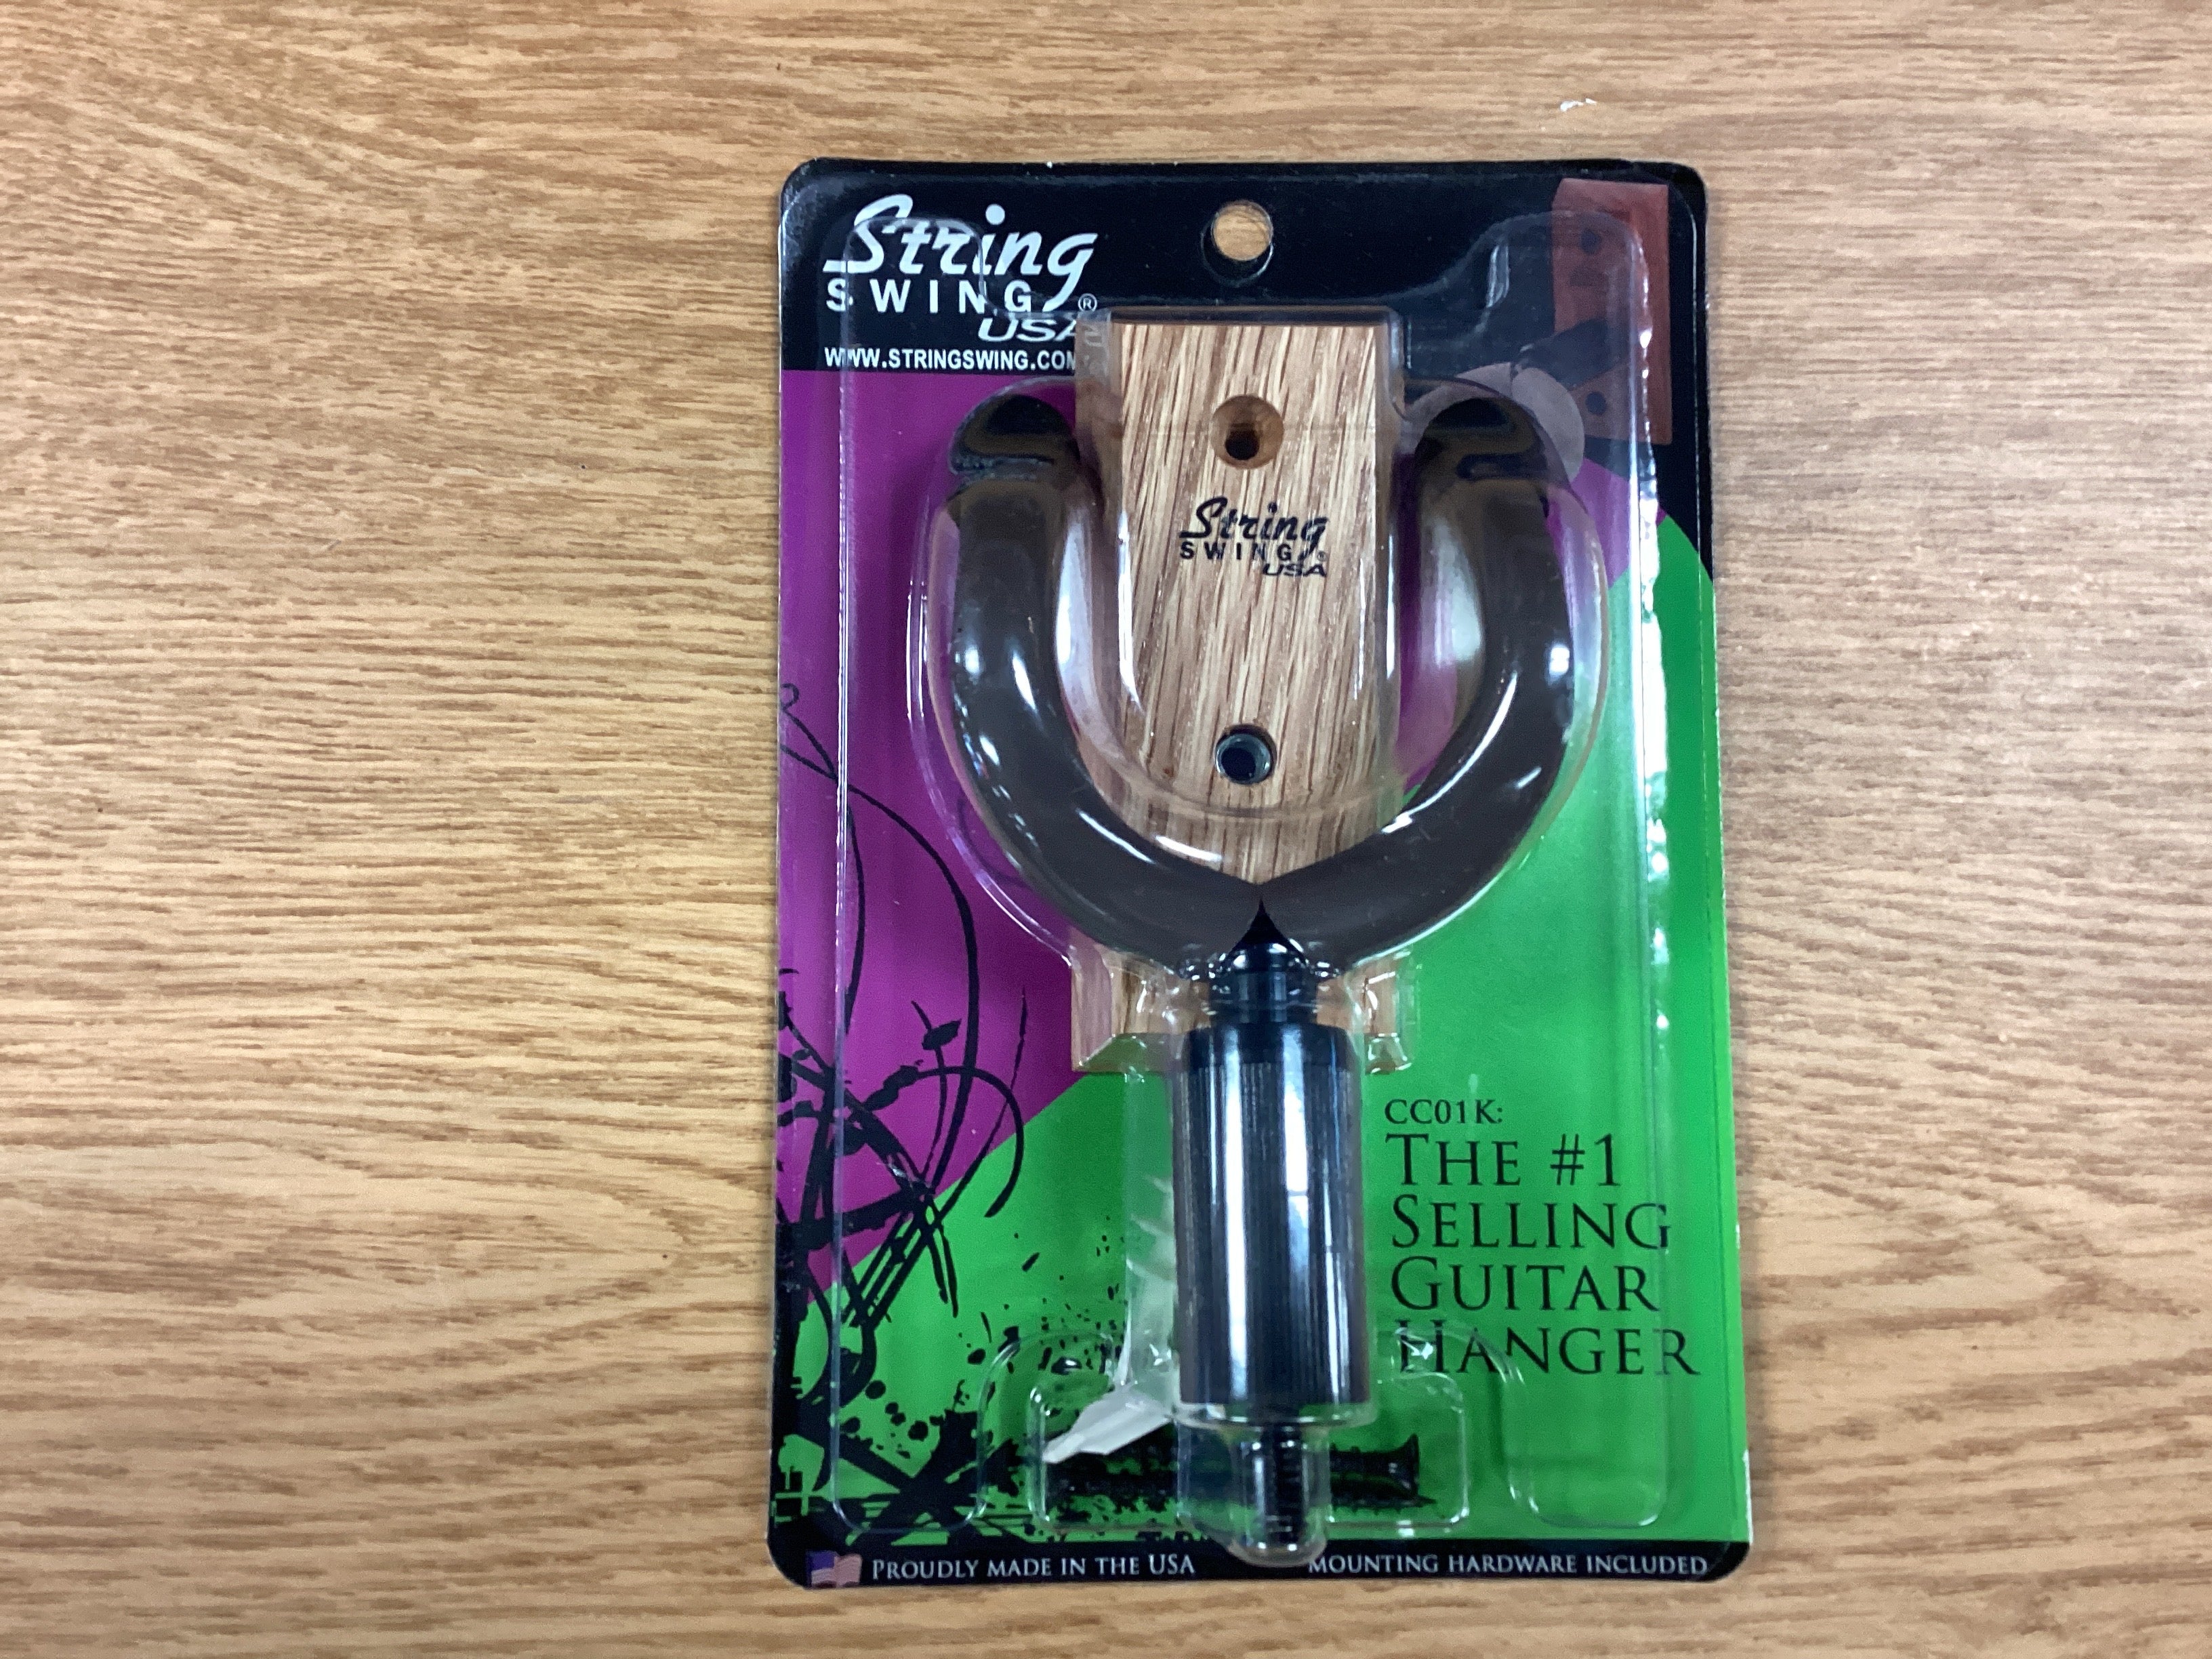 String
SWING®
USA
WWW.STRINGSWING.COM
String
SWING®
USA
CC01K:
THE #1
SELLING
GUITAR
HANGER
PROUDLY MADE IN THE USA
MOUNTING HARDWARE INCLUDED